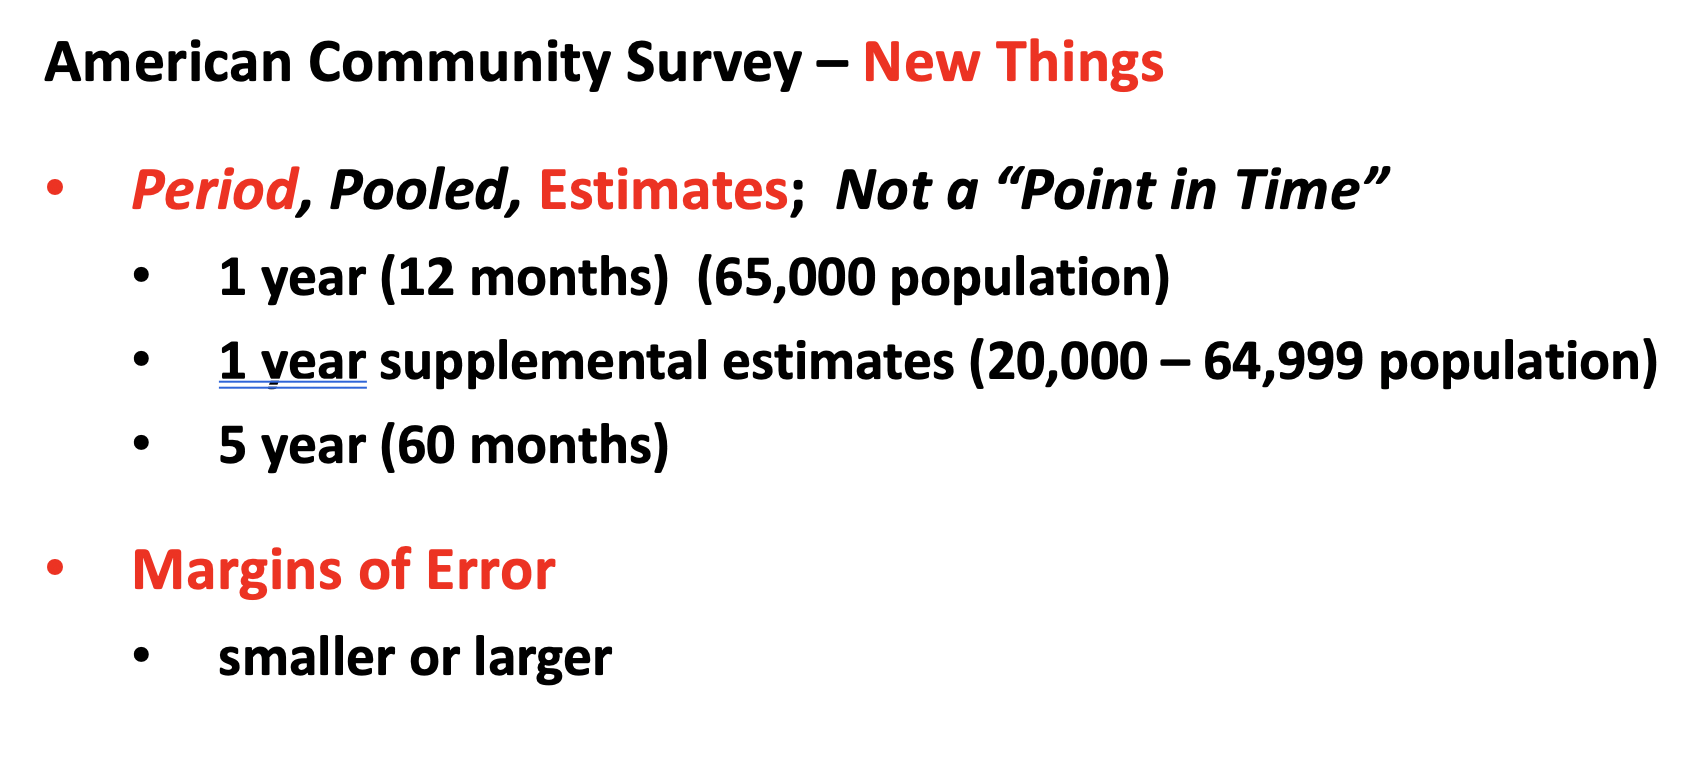 American Community Survey – New Things
• Period, Pooled, Estimates; Not a “Point in Time”
• 1 year (12 months) (65,000 population)
• 1 year supplemental estimates (20,000 – 64,999 population)
• 5 year (60 months)
• Margins of Error
• smaller or larger